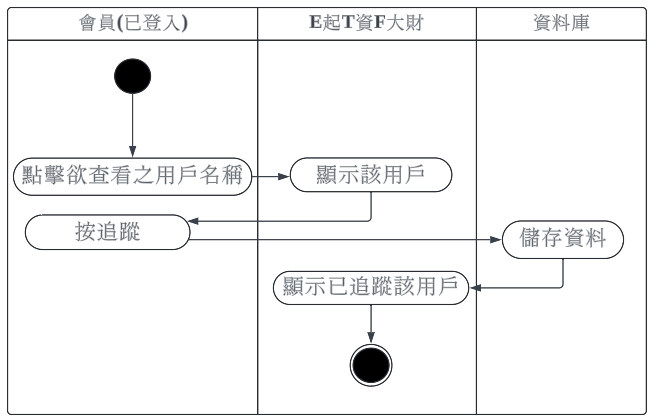 會員(已登入)
E起T資F大財
資料庫
點擊欲查看之用戶名稱
顯示該用戶
按追蹤
儲存資料
顯示已追蹤該用戶